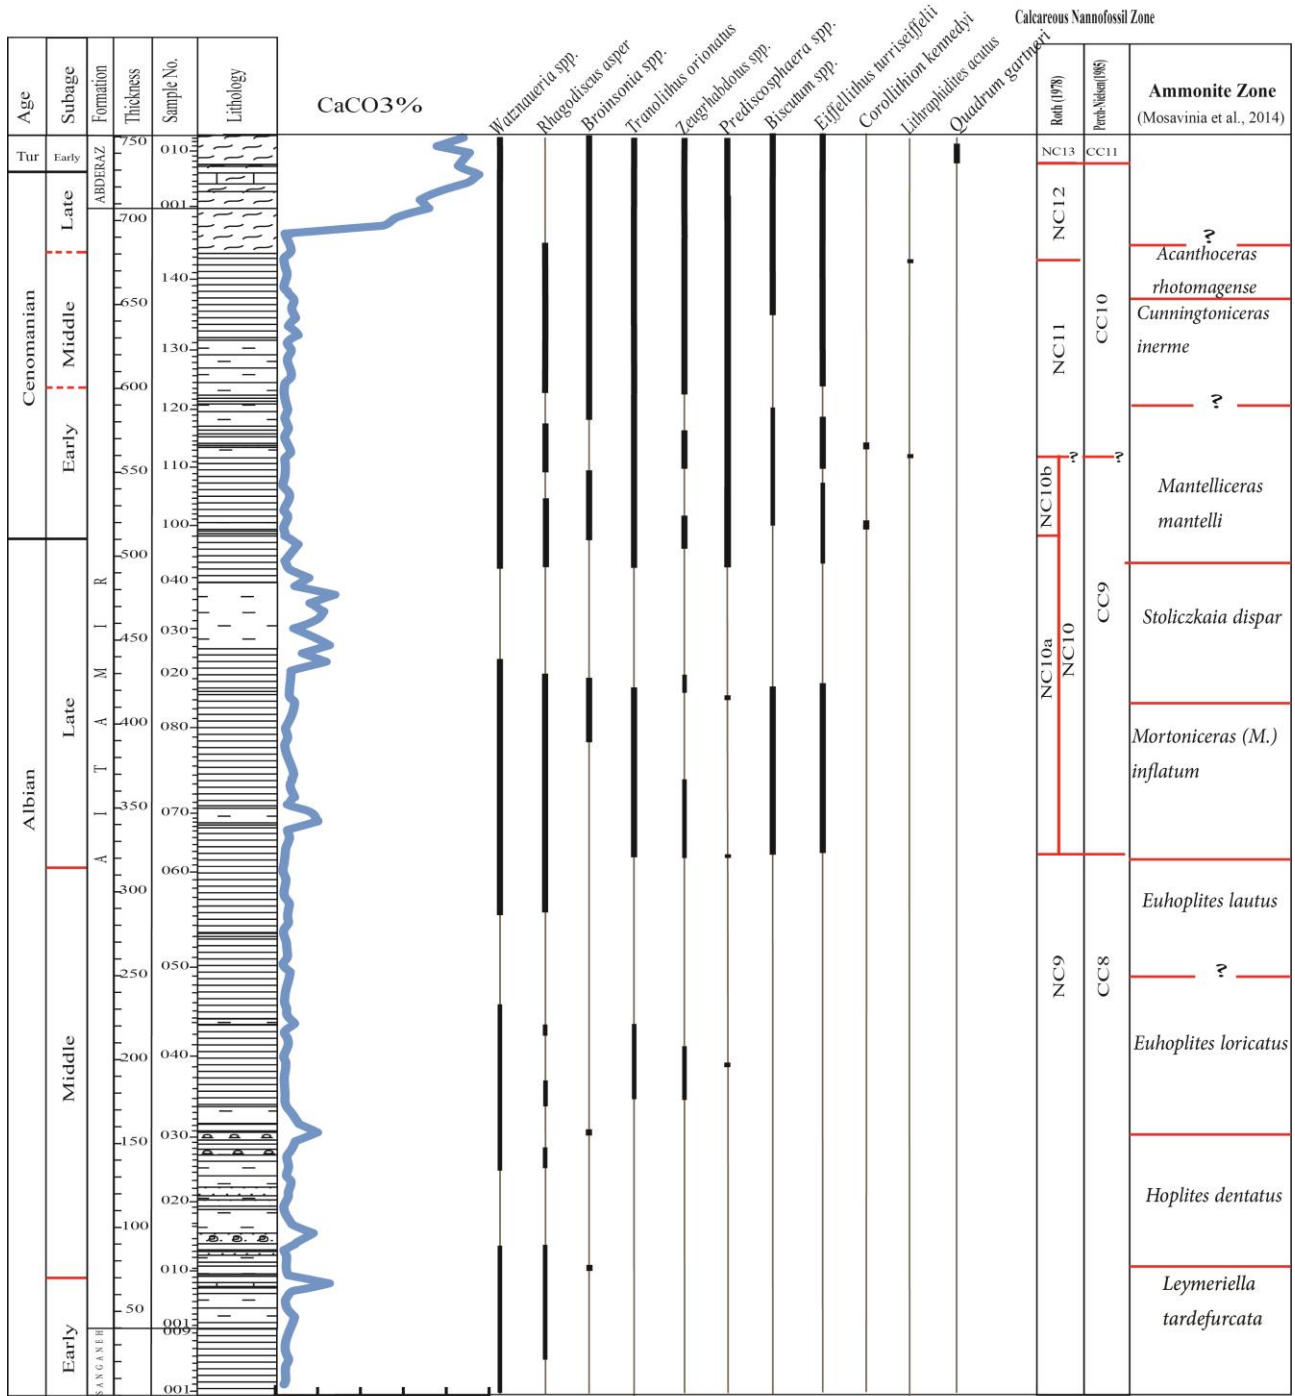 Calcareous Nannofossil Zone
Age
Subage
Formation
Thickness
Sample No.
Lithology
CaCO3%
Watznaueria spp.
Rhagodiscus asper
Broinsonia spp.
Tranolithus orionatus
Zeugrhabdotus spp.
Prediscosphaera spp.
Biscutum spp.
Eiffellithus turriseiffelii
Corollithion kennedyi
Lithraphidites acutus
Quadrum gartneri
Roth (1978)
Perch-Nielsen(1985)
Ammonite Zone
(Mosavinia et al., 2014)
Tur
Cenomanian
Albian
Early
Late
Middle
Early
Late
Middle
Early
ABDERAZ
AITAMIR
SANGANEH
750
700
650
600
550
500
450
400
350
300
250
200
150
100
50
010
001
140
130
120
110
100
040
030
020
080
070
060
050
040
030
020
010
001
009
001
NC13
NC12
NC11
?
NC10b
NC10a
NC10
NC9
CC11
CC10
?
CC9
CC8
?
Acanthoceras
rhotomagense
Cunningtoniceras
inerme
?
Mantelliceras
mantelli
Stoliczkaia dispar
Mortoniceras (M.)
inflatum
Euhoplites lautus
?
Euhoplites loricatus
Hoplites dentatus
Leymeriella
tardefurcata